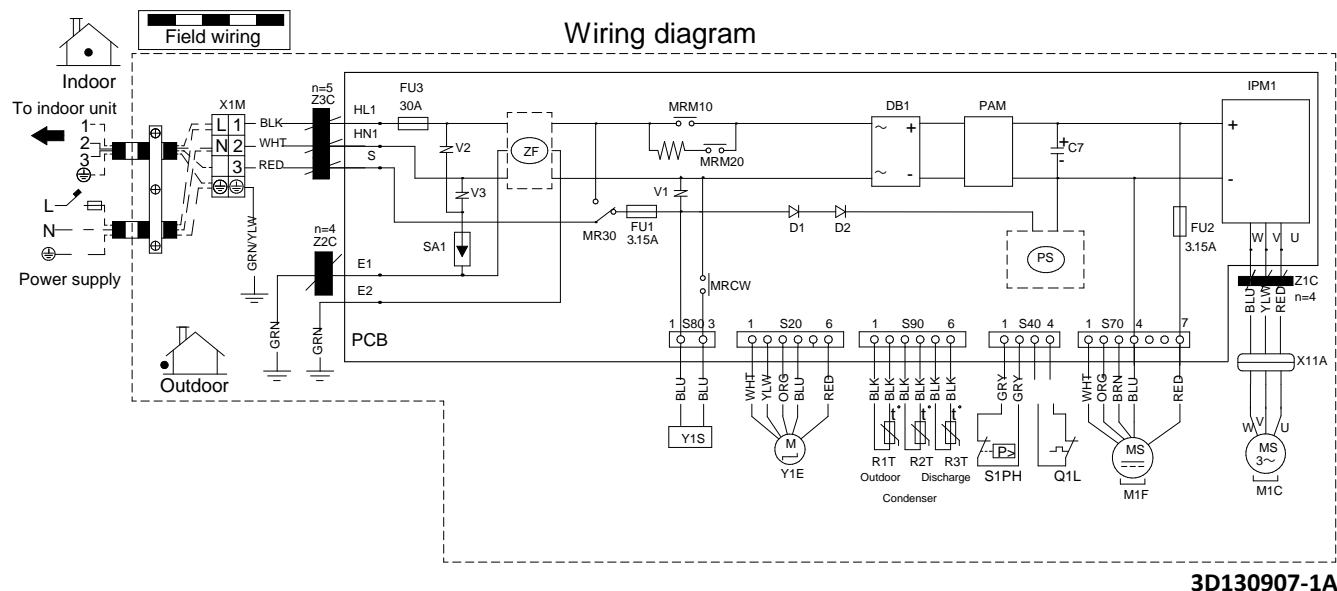 Wiring diagram
Field wiring
Indoor
To indoor unit
1
2
3
L
N
Power supply
Outdoor
X1M
L 1
N 2
3
BLK
WHT
RED
GRN/YLW
n=5
Z3C
n=4
Z2C
GRN
GRN
HL1
HN1
S
E1
E2
PCB
FU3
30A
V2
V3
SA1
ZF
MRM10
MRM20
V1
MR30
FU1
3.15A
D1
D2
MRCW
DB1
~ +
~ -
PAM
C7
+
PS
FU2
3.15A
IPM1
+
-
W V U
Z1C
n=4
BLU
YLW
RED
X11A
W V U
MS
3~
M1C
1 S80 3
BLU
BLU
Y1S
1 S20 6
WHT
YLW
ORG
BLU
RED
M
Y1E
1 S90 6
BLK
BLK
BLK
BLK
BLK
BLK
t°
t°
t°
R1T R2T R3T
Outdoor Discharge
Condenser
1 S40 4
GRY
GRY
P≥
S1PH
Q1L
1 S70 4 7
WHT
ORG
BRN
BLU
RED
MS
M1F
3D130907-1A